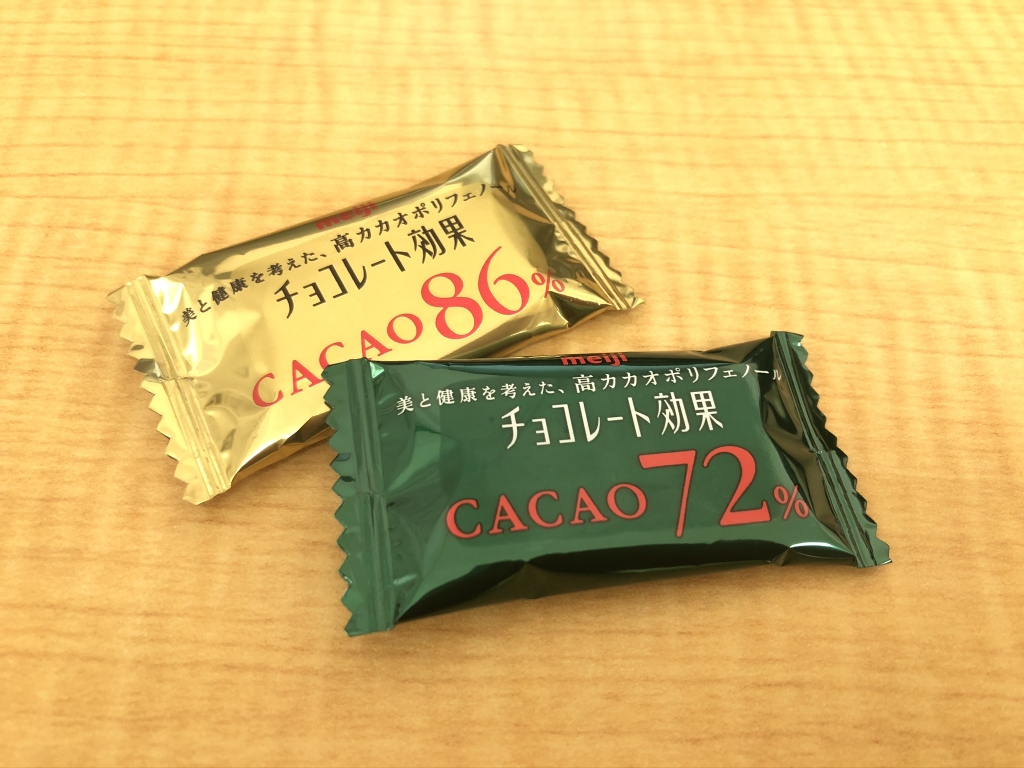 meiji
美と健康を考えた、高カカオポリフェノール
チョコレート効果
CACAO 86%
meiji
美と健康を考えた、高カカオポリフェノール
チョコレート効果
CACAO 72%